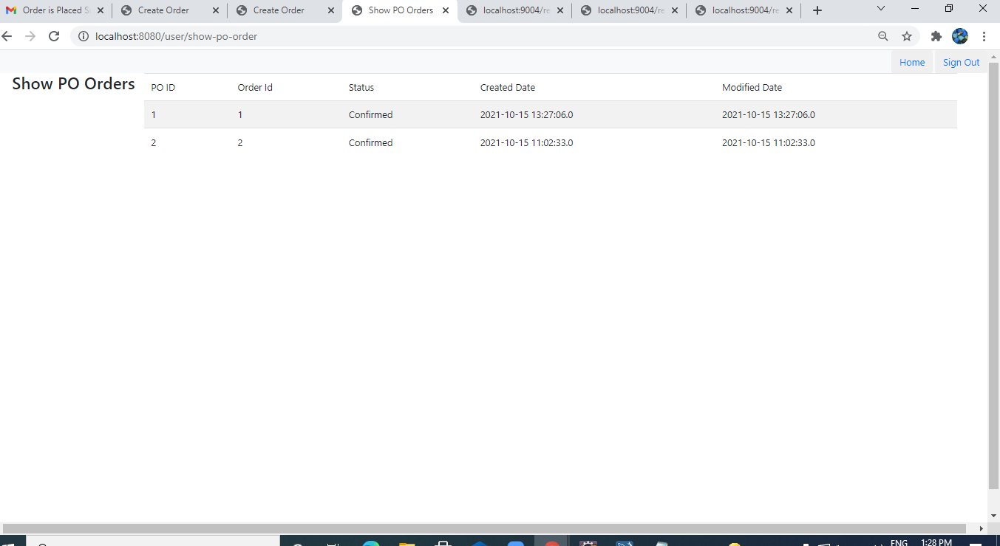 Order is Placed S Create Order Create Order Show PO Orders localhost:9004/re localhost:9004/re localhost:9004/re
localhost:8080/user/show-po-order
Home Sign Out
Show PO Orders
PO ID Order Id Status Created Date Modified Date
1 1 Confirmed 2021-10-15 13:27:06.0 2021-10-15 13:27:06.0
2 2 Confirmed 2021-10-15 11:02:33.0 2021-10-15 11:02:33.0
ENG 1:28 PM